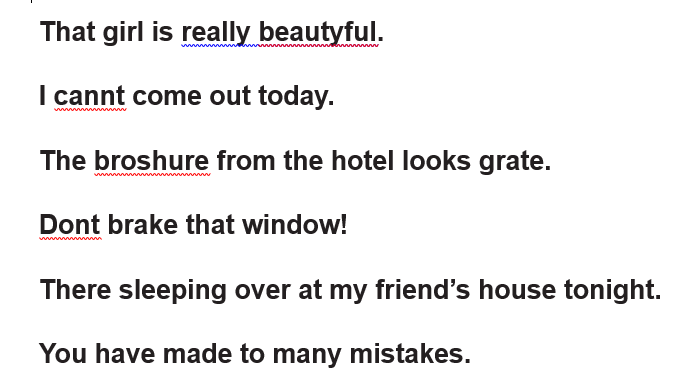 That girl is really beautyful.
I cannt come out today.
The broshure from the hotel looks grate.
Dont brake that window!
There sleeping over at my friend’s house tonight.
You have made to many mistakes.